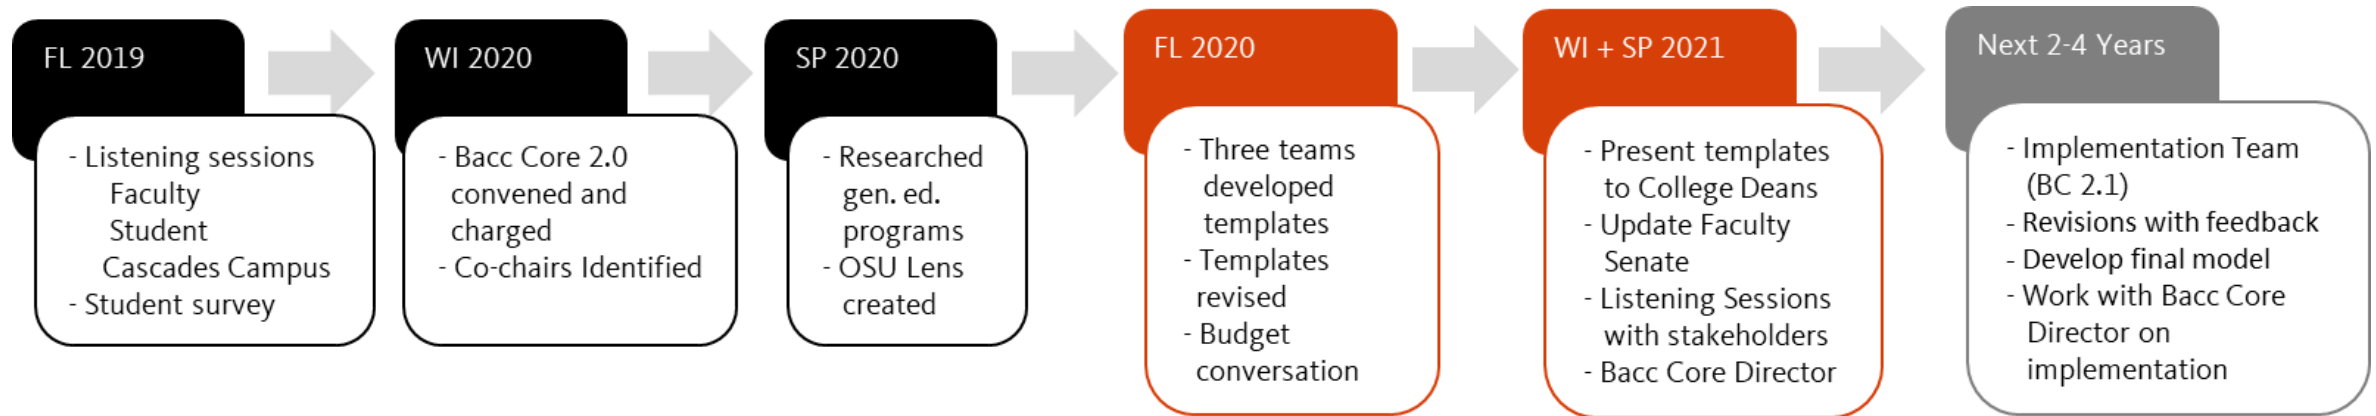 FL 2019
- Listening sessions
Faculty
Student
Cascades Campus
- Student survey
WI 2020
- Bacc Core 2.0
convened and
charged
- Co-chairs Identified
SP 2020
- Researched
gen. ed.
programs
- OSU Lens
created
FL 2020
- Three teams
developed
templates
- Templates
revised
- Budget
conversation
WI + SP 2021
- Present templates
to College Deans
- Update Faculty
Senate
- Listening Sessions
with stakeholders
- Bacc Core Director
Next 2-4 Years
- Implementation Team
(BC 2.1)
- Revisions with feedback
- Develop final model
- Work with Bacc Core
Director on
implementation